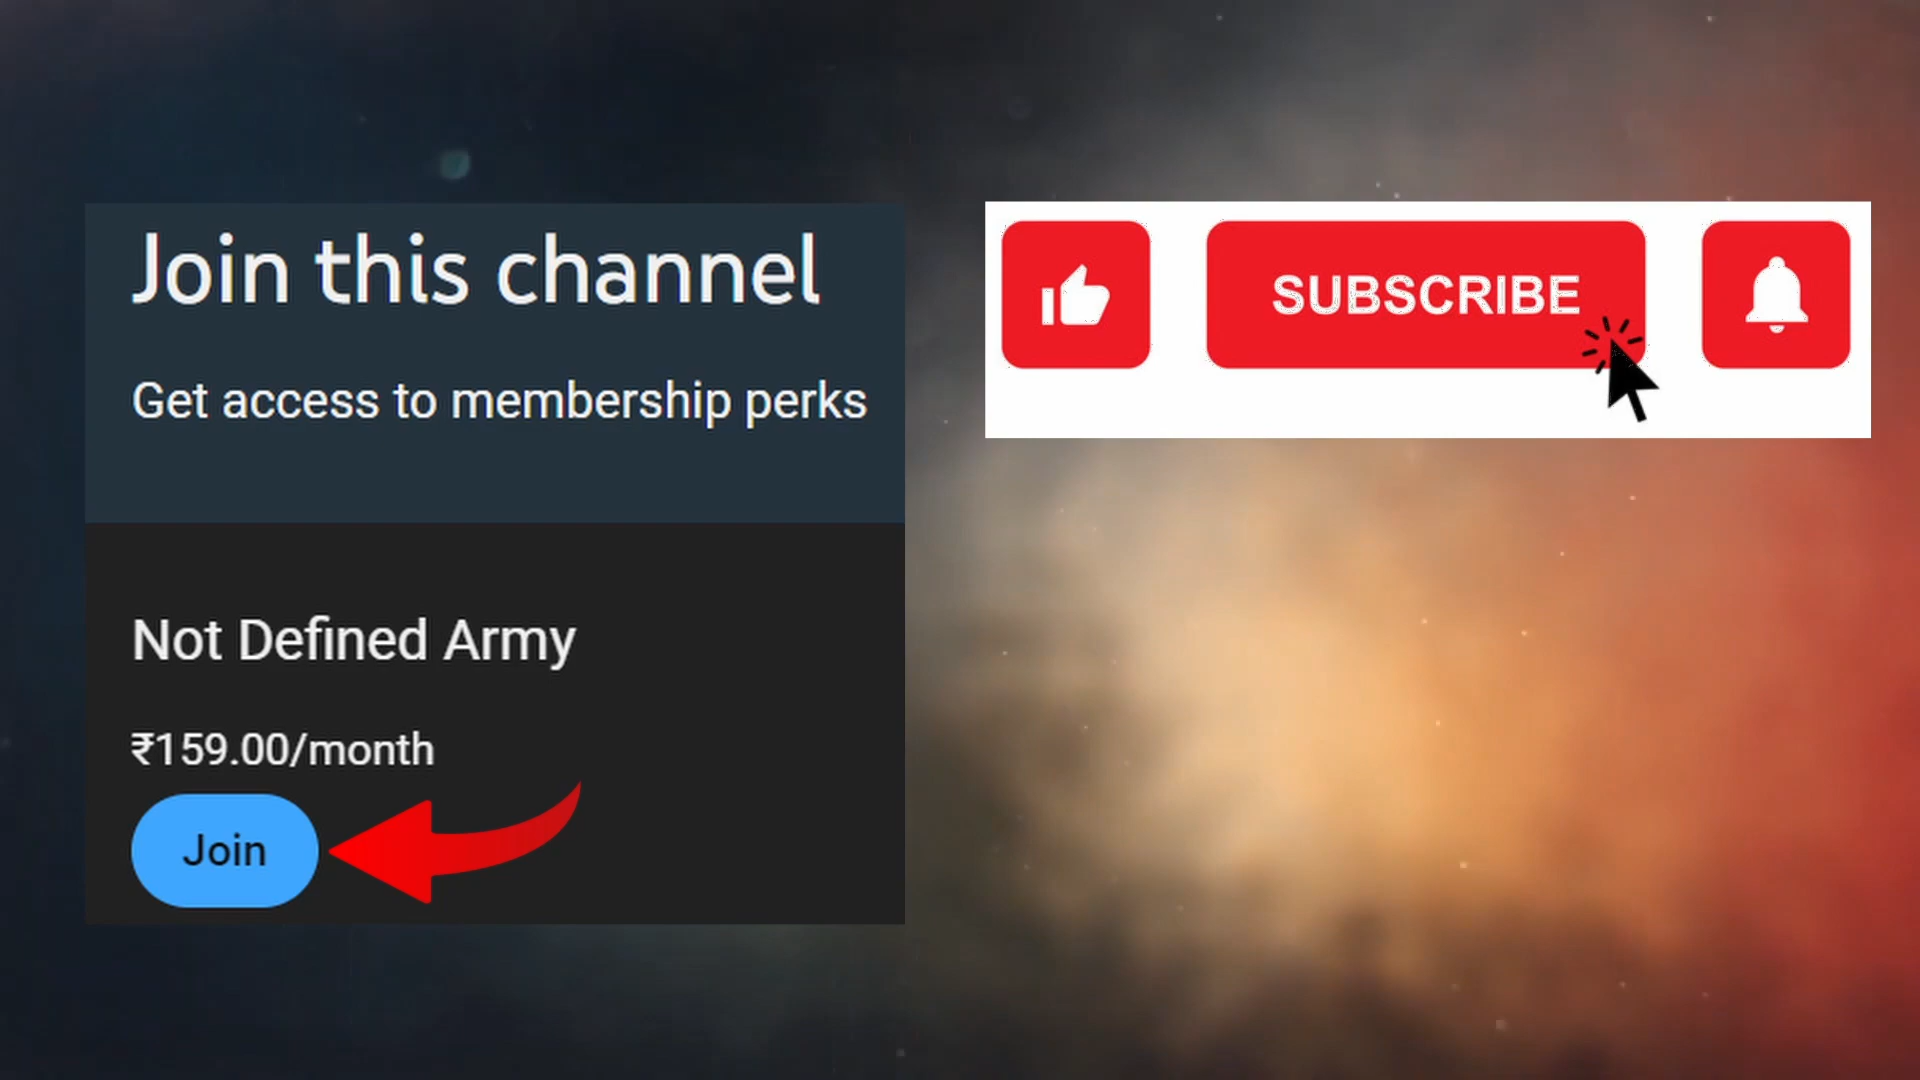 Join this channel
Get access to membership perks
Not Defined Army
₹159.00/month
Join
SUBSCRIBE